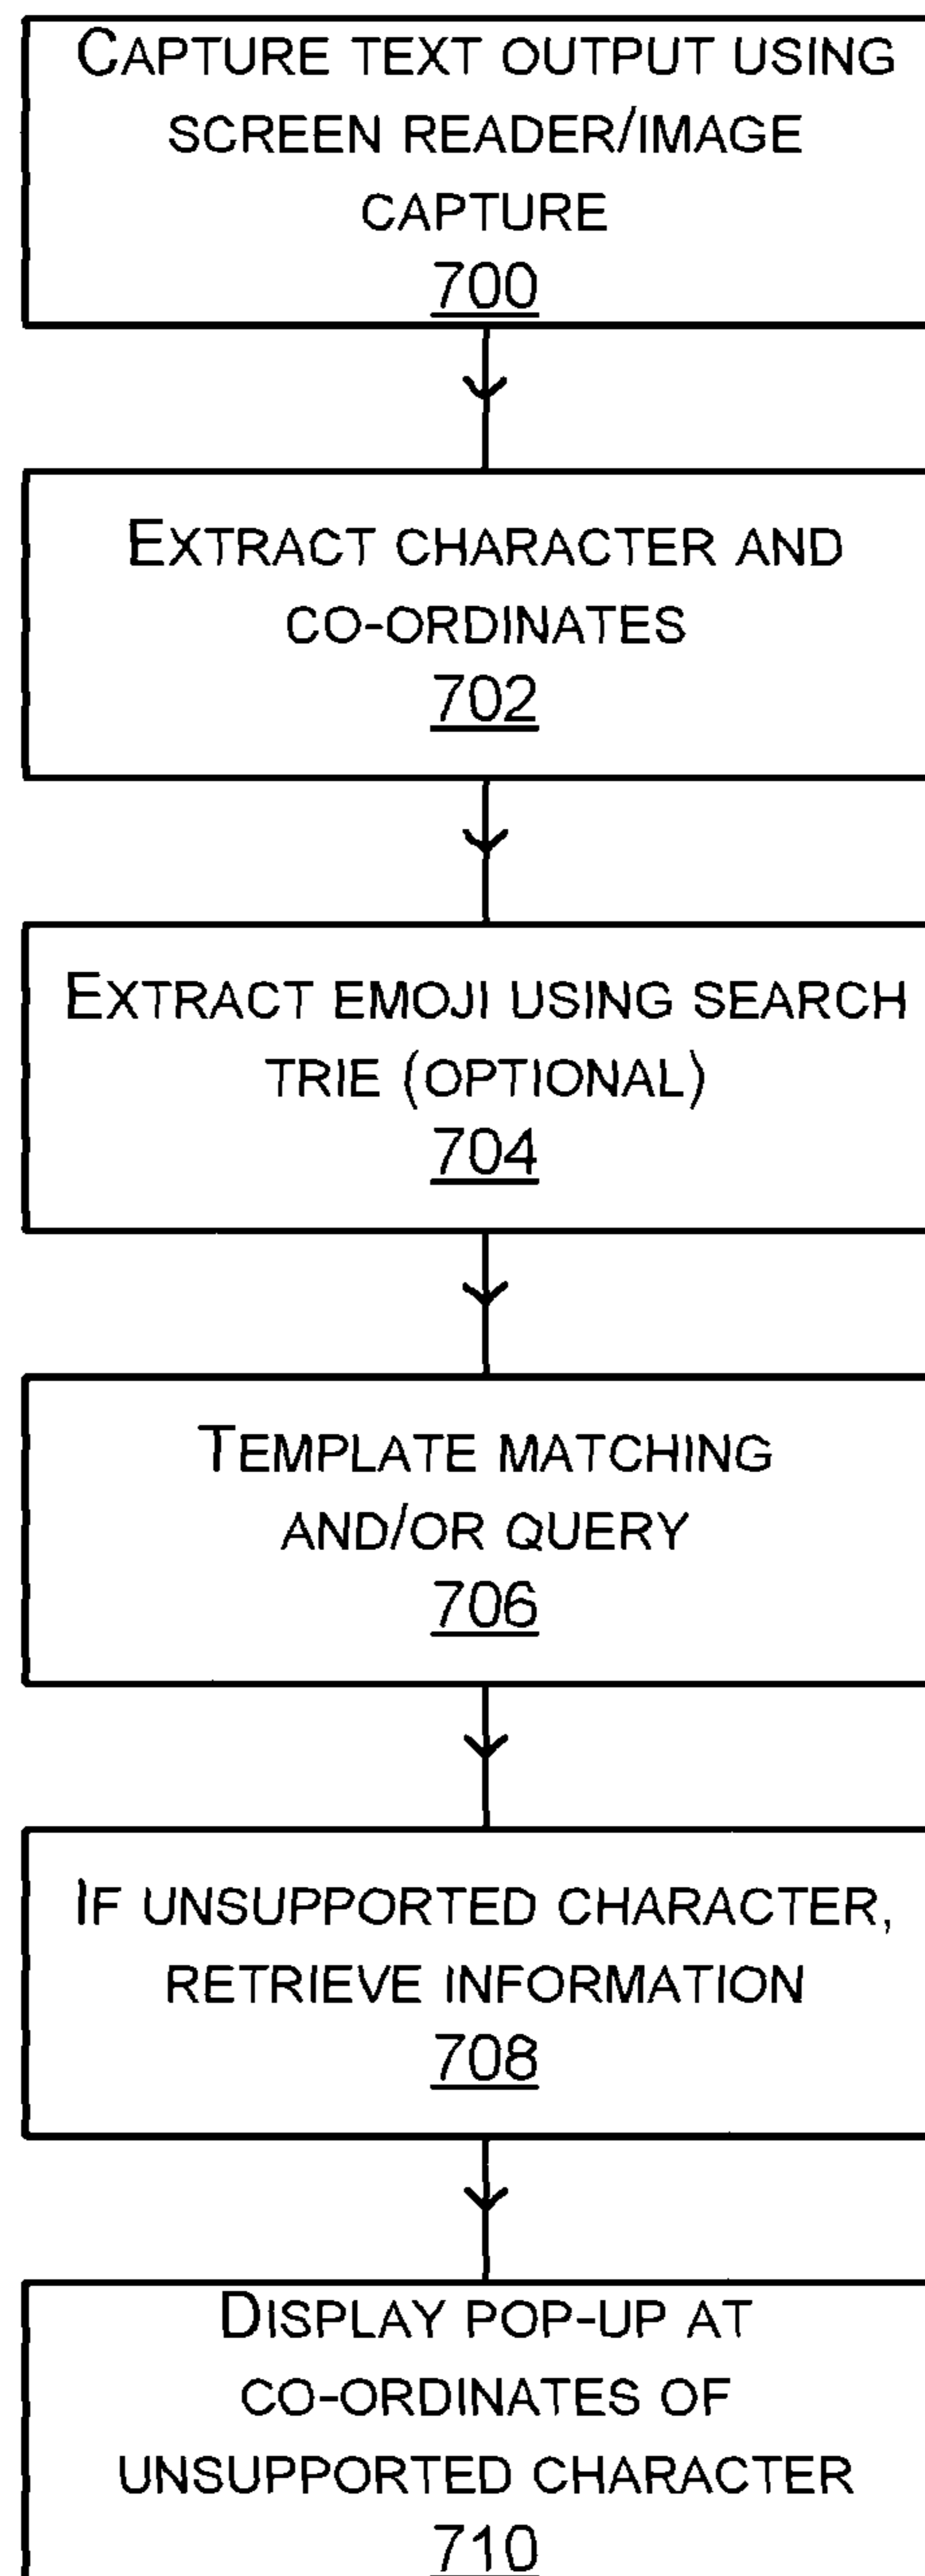 CAPTURE TEXT OUTPUT USING
SCREEN READER/IMAGE
CAPTURE
700
EXTRACT CHARACTER AND
CO-ORDINATES
702
EXTRACT EMOJI USING SEARCH
TRIE (OPTIONAL)
704
TEMPLATE MATCHING
AND/OR QUERY
706
IF UNSUPPORTED CHARACTER,
RETRIEVE INFORMATION
708
DISPLAY POP-UP AT
CO-ORDINATES OF
UNSUPPORTED CHARACTER
710